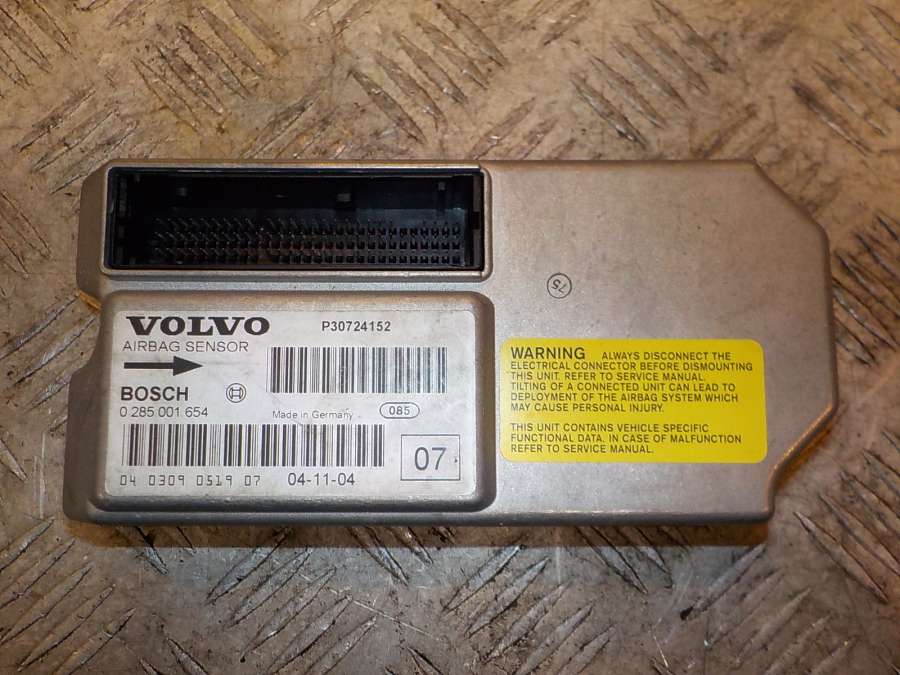 75
VOLVO P30724152
AIRBAG SENSOR
BOSCH
0 285 001 654 Made in Germany 085
07
04 0309 0519 07 04-11-04
WARNING ALWAYS DISCONNECT THE
ELECTRICAL CONNECTOR BEFORE DISMOUNTING
THIS UNIT. REFER TO SERVICE MANUAL.
TILTING OF A CONNECTED UNIT CAN LEAD TO
DEPLOYMENT OF THE AIRBAG SYSTEM WHICH
MAY CAUSE PERSONAL INJURY.
THIS UNIT CONTAINS VEHICLE SPECIFIC
FUNCTIONAL DATA. IN CASE OF MALFUNCTION
REFER TO SERVICE MANUAL.